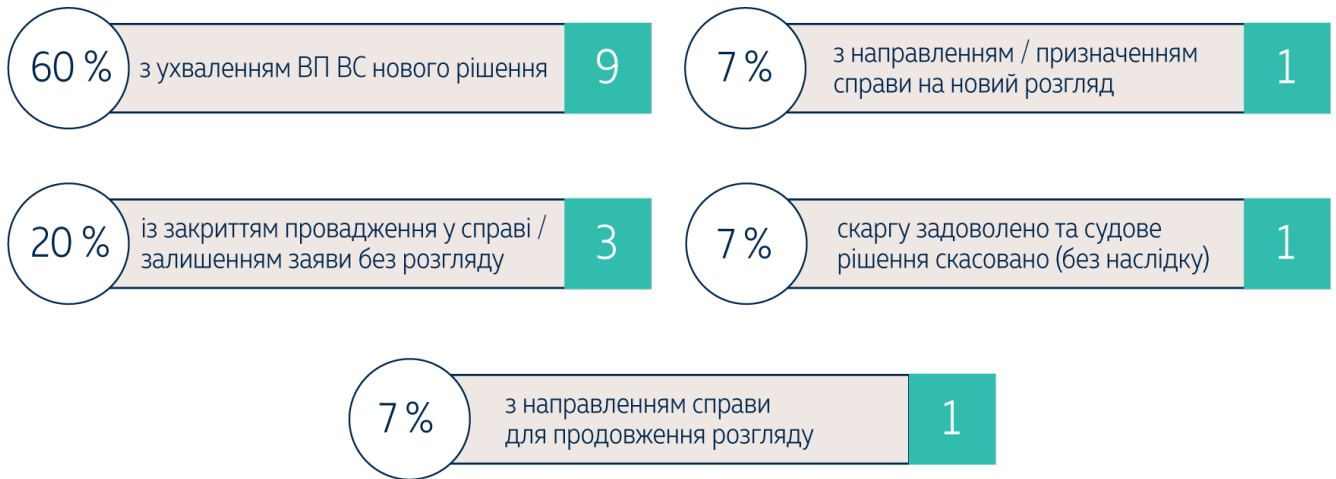 60 %
з ухваленням ВП ВС нового рішення
9
7 %
з направленням / призначенням
справи на новий розгляд
1
20 %
із закриттям провадження у справі /
залишенням заяви без розгляду
3
7 %
скаргу задоволено та судове
рішення скасовано (без наслідку)
1
7 %
з направленням справи
для продовження розгляду
1